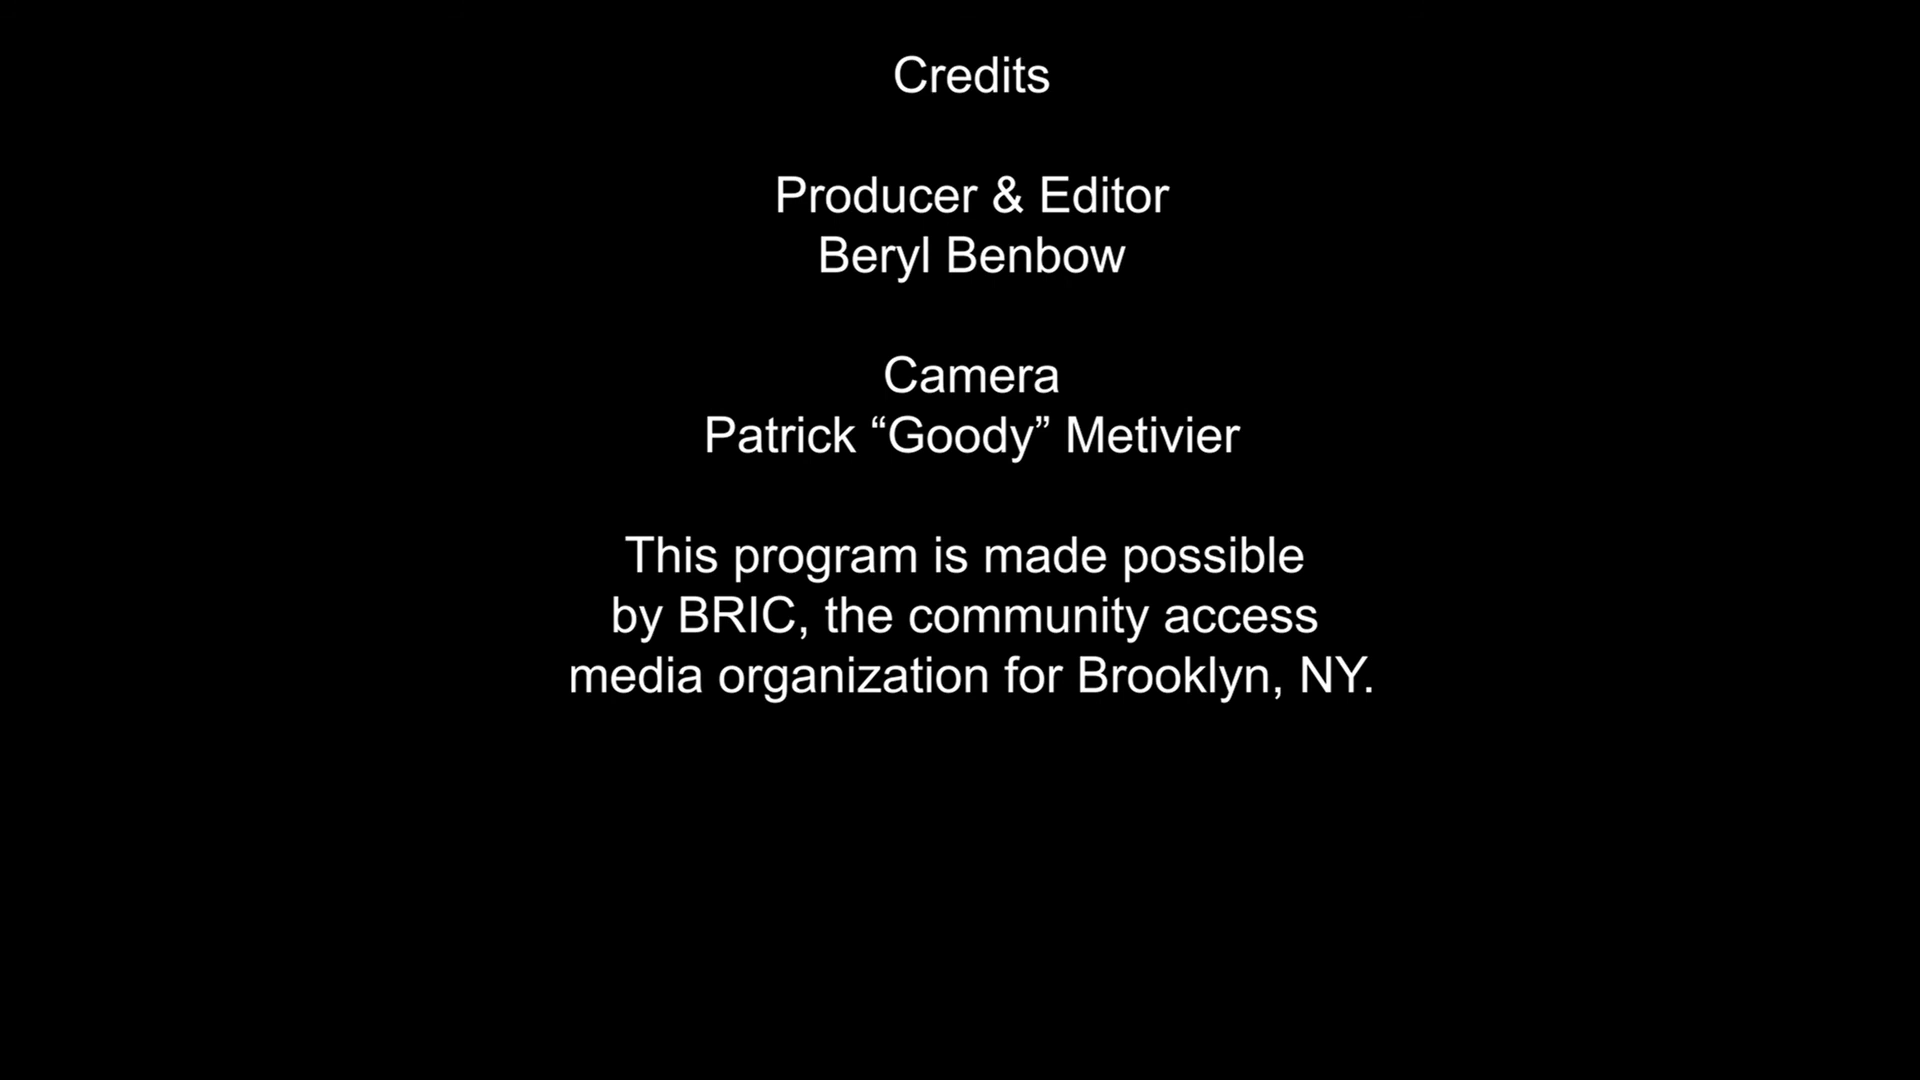 Credits
Producer & Editor
Beryl Benbow
Camera
Patrick “Goody” Metivier
This program is made possible
by BRIC, the community access
media organization for Brooklyn, NY.